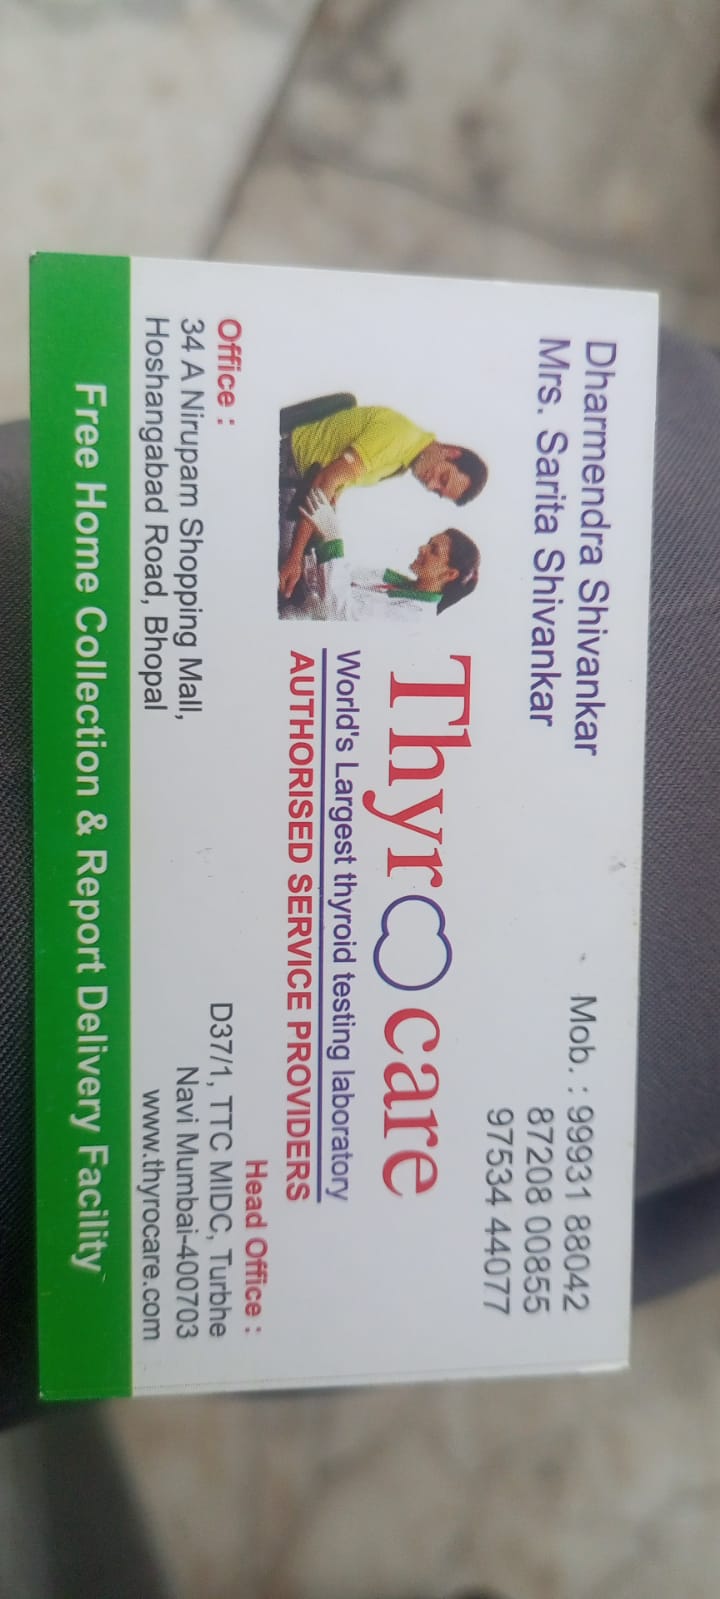 Dharmendra Shivankar
Mrs. Sarita Shivankar
Mob. : 99931 88042
87208 00855
97534 44077
Thyrocare
World's Largest thyroid testing laboratory
AUTHORISED SERVICE PROVIDERS
Office :
34 A Nirupam Shopping Mall,
Hoshangabad Road, Bhopal
Head Office :
D37/1, TTC MIDC, Turbhe
Navi Mumbai-400703
www.thyrocare.com
Free Home Collection & Report Delivery Facility